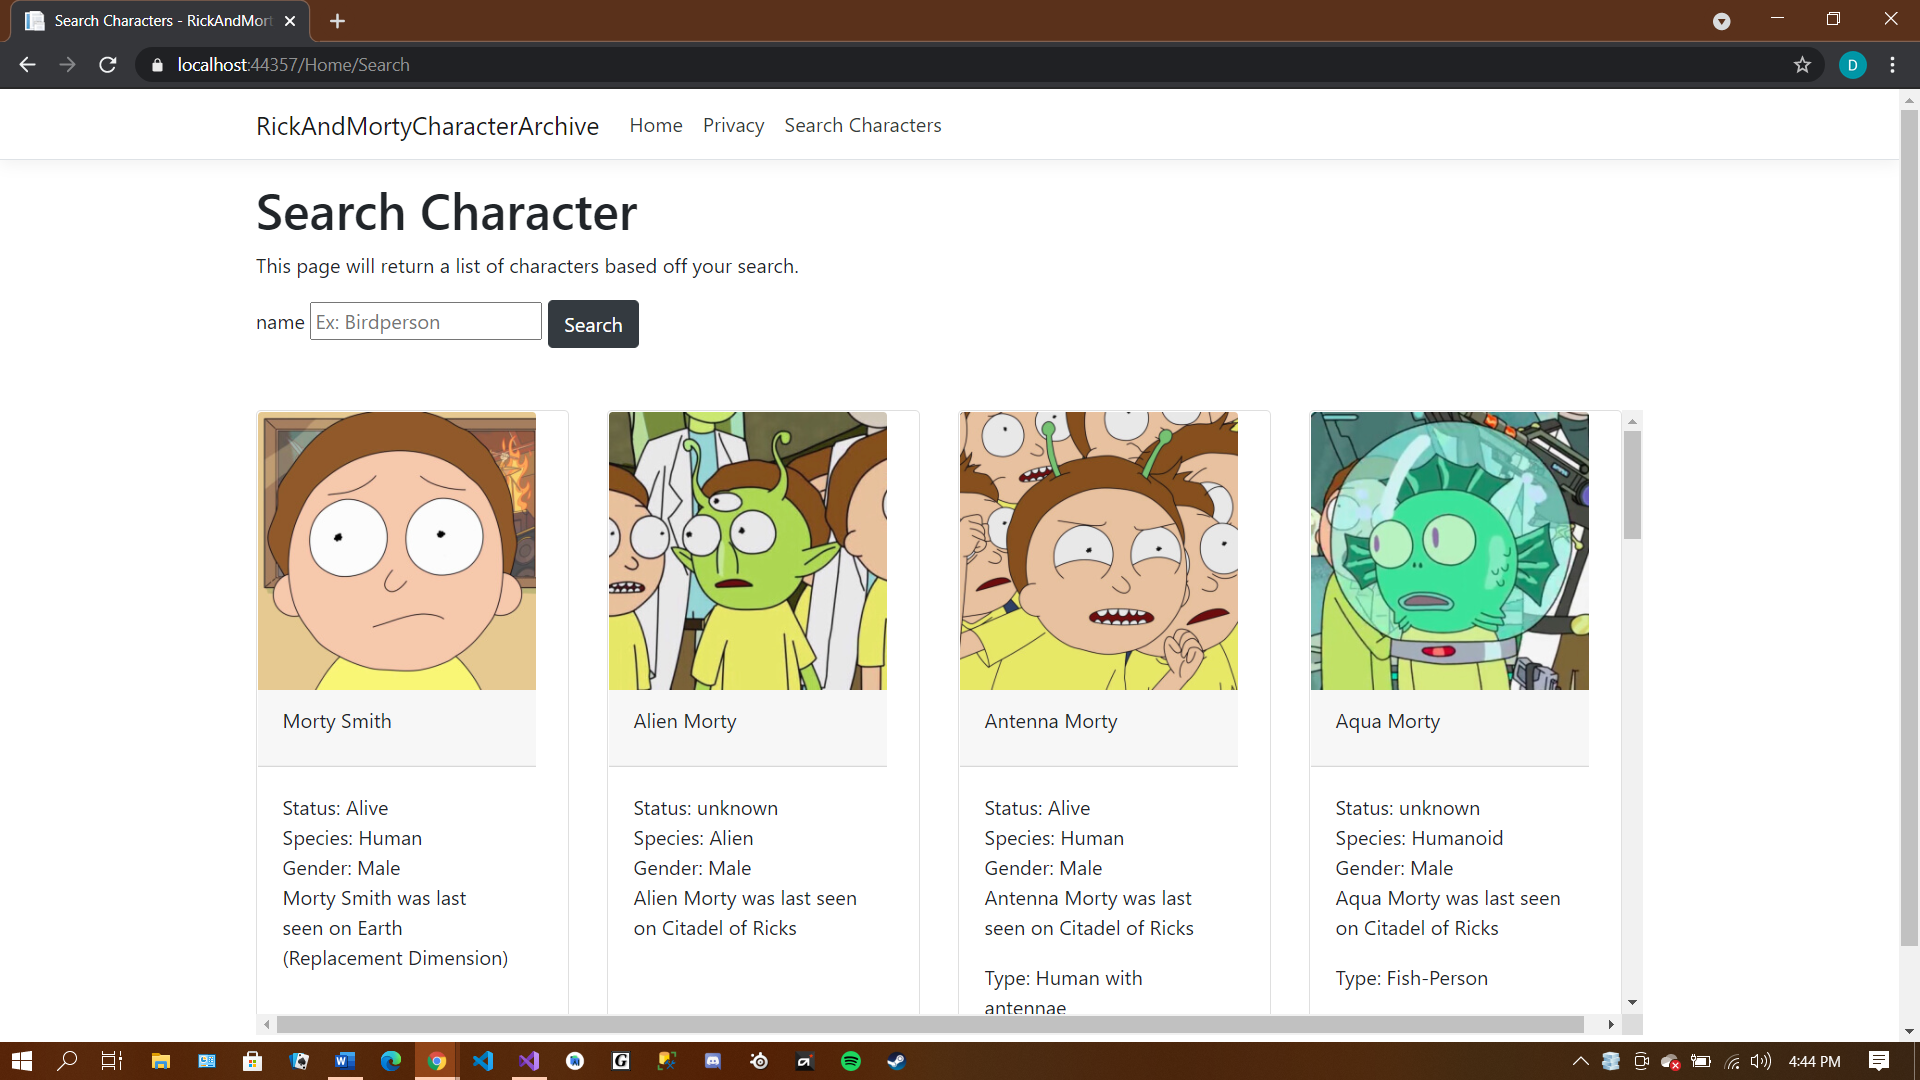 Search Characters - RickAndMort
localhost:44357/Home/Search
D
RickAndMortyCharacterArchive Home Privacy Search Characters
Search Character
This page will return a list of characters based off your search.
name Ex: Birdperson Search
Morty Smith
Status: Alive
Species: Human
Gender: Male
Morty Smith was last
seen on Earth
(Replacement Dimension)
Alien Morty
Status: unknown
Species: Alien
Gender: Male
Alien Morty was last seen
on Citadel of Ricks
Antenna Morty
Status: Alive
Species: Human
Gender: Male
Antenna Morty was last
seen on Citadel of Ricks
Type: Human with
antennae
Aqua Morty
Status: unknown
Species: Humanoid
Gender: Male
Aqua Morty was last seen
on Citadel of Ricks
Type: Fish-Person
4:44 PM